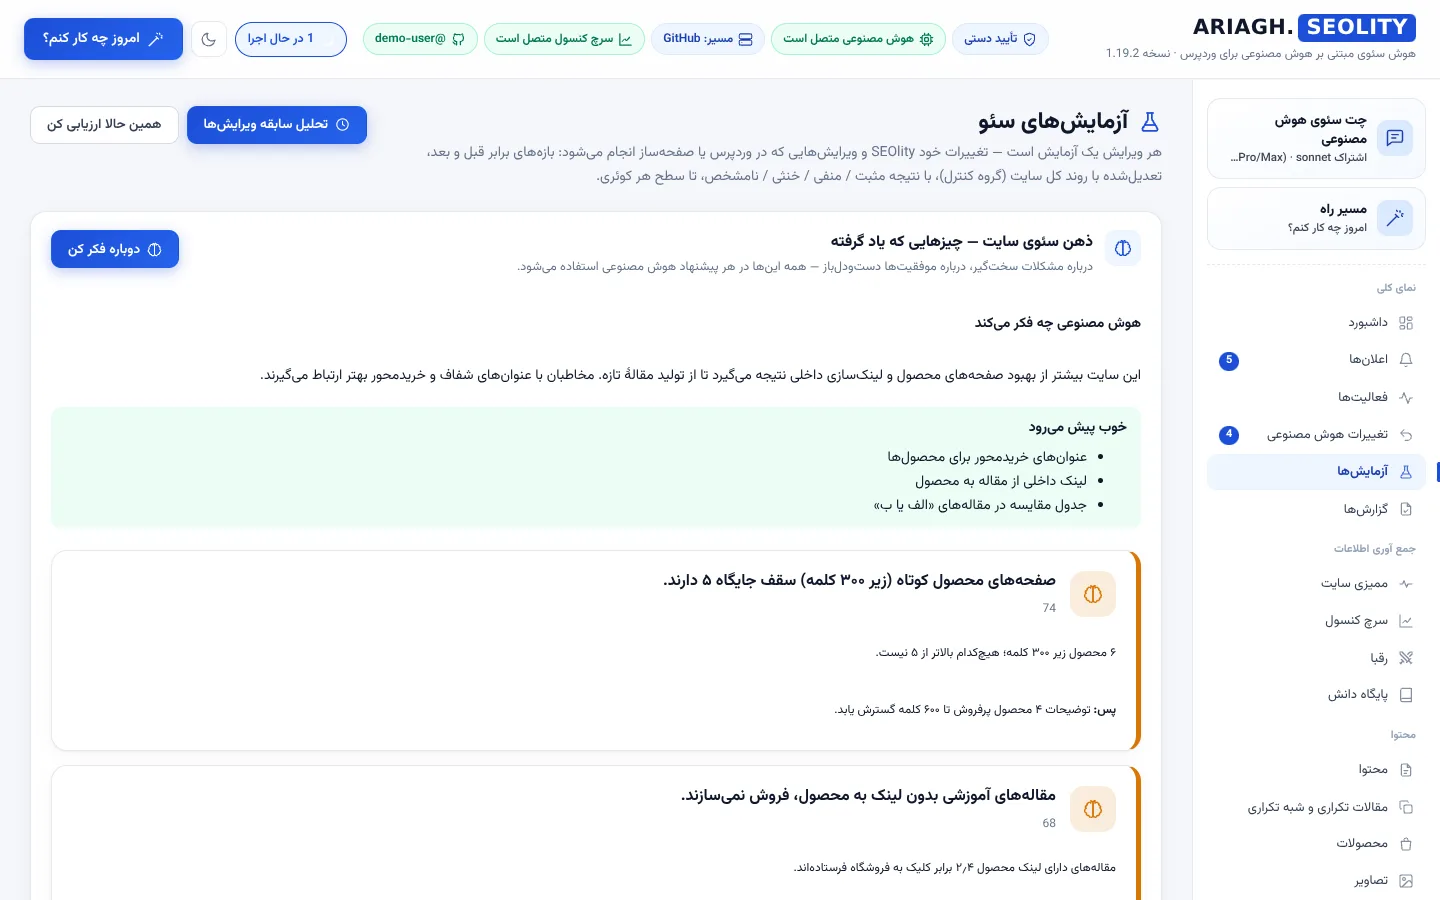 ARIAGH. SEOLITY
هوش سئوی مبتنی بر هوش مصنوعی برای وردپرس · نسخه 1.19.2
تأیید دستی
هوش مصنوعی متصل است
مسیر: GitHub
سرچ کنسول متصل است
@demo-user
1 در حال اجرا
امروز چه کار کنم؟
چت سئوی هوش مصنوعی
اشتراک Pro/Max) · sonnet...
مسیر راه
امروز چه کار کنم؟
نمای کلی
داشبورد
اعلان‌ها
5
فعالیت‌ها
تغییرات هوش مصنوعی
4
آزمایش‌ها
گزارش‌ها
جمع آوری اطلاعات
ممیزی سایت
سرچ کنسول
رقبا
پایگاه دانش
محتوا
محتوا
مقالات تکراری و شبه تکراری
محصولات
تصاویر
آزمایش‌های سئو
هر ویرایش یک آزمایش است — تغییرات خود SEOlity و ویرایش‌هایی که در وردپرس یا صفحه‌ساز انجام می‌شود: بازه‌های برابر قبل و بعد،
تعدیل‌شده با روند کل سایت (گروه کنترل)، با نتیجه مثبت / منفی / خنثی / نامشخص، تا سطح هر کوئری.
تحلیل سابقه ویرایش‌ها
همین حالا ارزیابی کن
ذهن سئوی سایت — چیزهایی که یاد گرفته
درباره مشکلات سخت‌گیر، درباره موفقیت‌ها دست‌ودل‌باز — همه این‌ها در هر پیشنهاد هوش مصنوعی استفاده می‌شود.
دوباره فکر کن
هوش مصنوعی چه فکر می‌کند
این سایت بیشتر از بهبود صفحه‌های محصول و لینک‌سازی داخلی نتیجه می‌گیرد تا از تولید مقالهٔ تازه. مخاطبان با عنوان‌های شفاف و خریدمحور بهتر ارتباط می‌گیرند.
خوب پیش می‌رود
• عنوان‌های خریدمحور برای محصول‌ها
• لینک داخلی از مقاله به محصول
• جدول مقایسه در مقاله‌های «الف یا ب»
صفحه‌های محصول کوتاه (زیر ۳۰۰ کلمه) سقف جایگاه ۵ دارند.
74
۶ محصول زیر ۳۰۰ کلمه؛ هیچ‌کدام بالاتر از ۵ نیست.
پس: توضیحات ۴ محصول پرفروش تا ۶۰۰ کلمه گسترش یابد.
مقاله‌های آموزشی بدون لینک به محصول، فروش نمی‌سازند.
68
مقاله‌های دارای لینک محصول ۲٫۴ برابر کلیک به فروشگاه فرستاده‌اند.